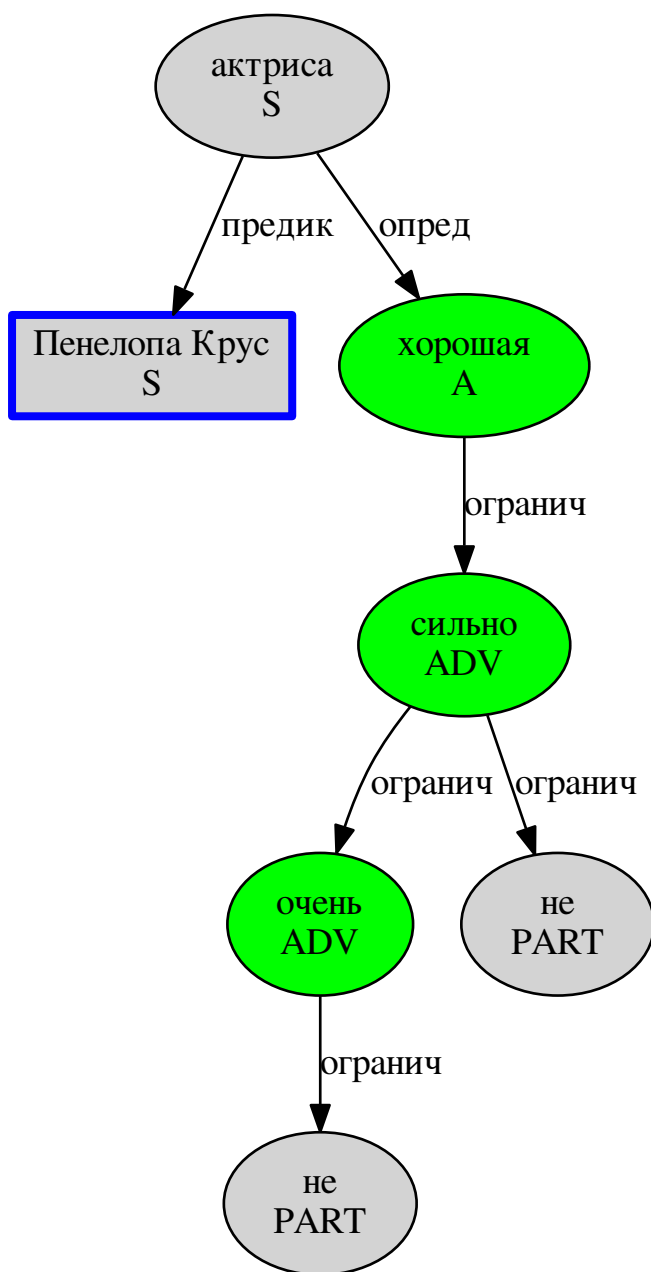 актриса
S
предик
опред
Пенелопа Крус
S
хорошая
A
огранич
сильно
ADV
огранич
огранич
очень
ADV
не
PART
огранич
не
PART